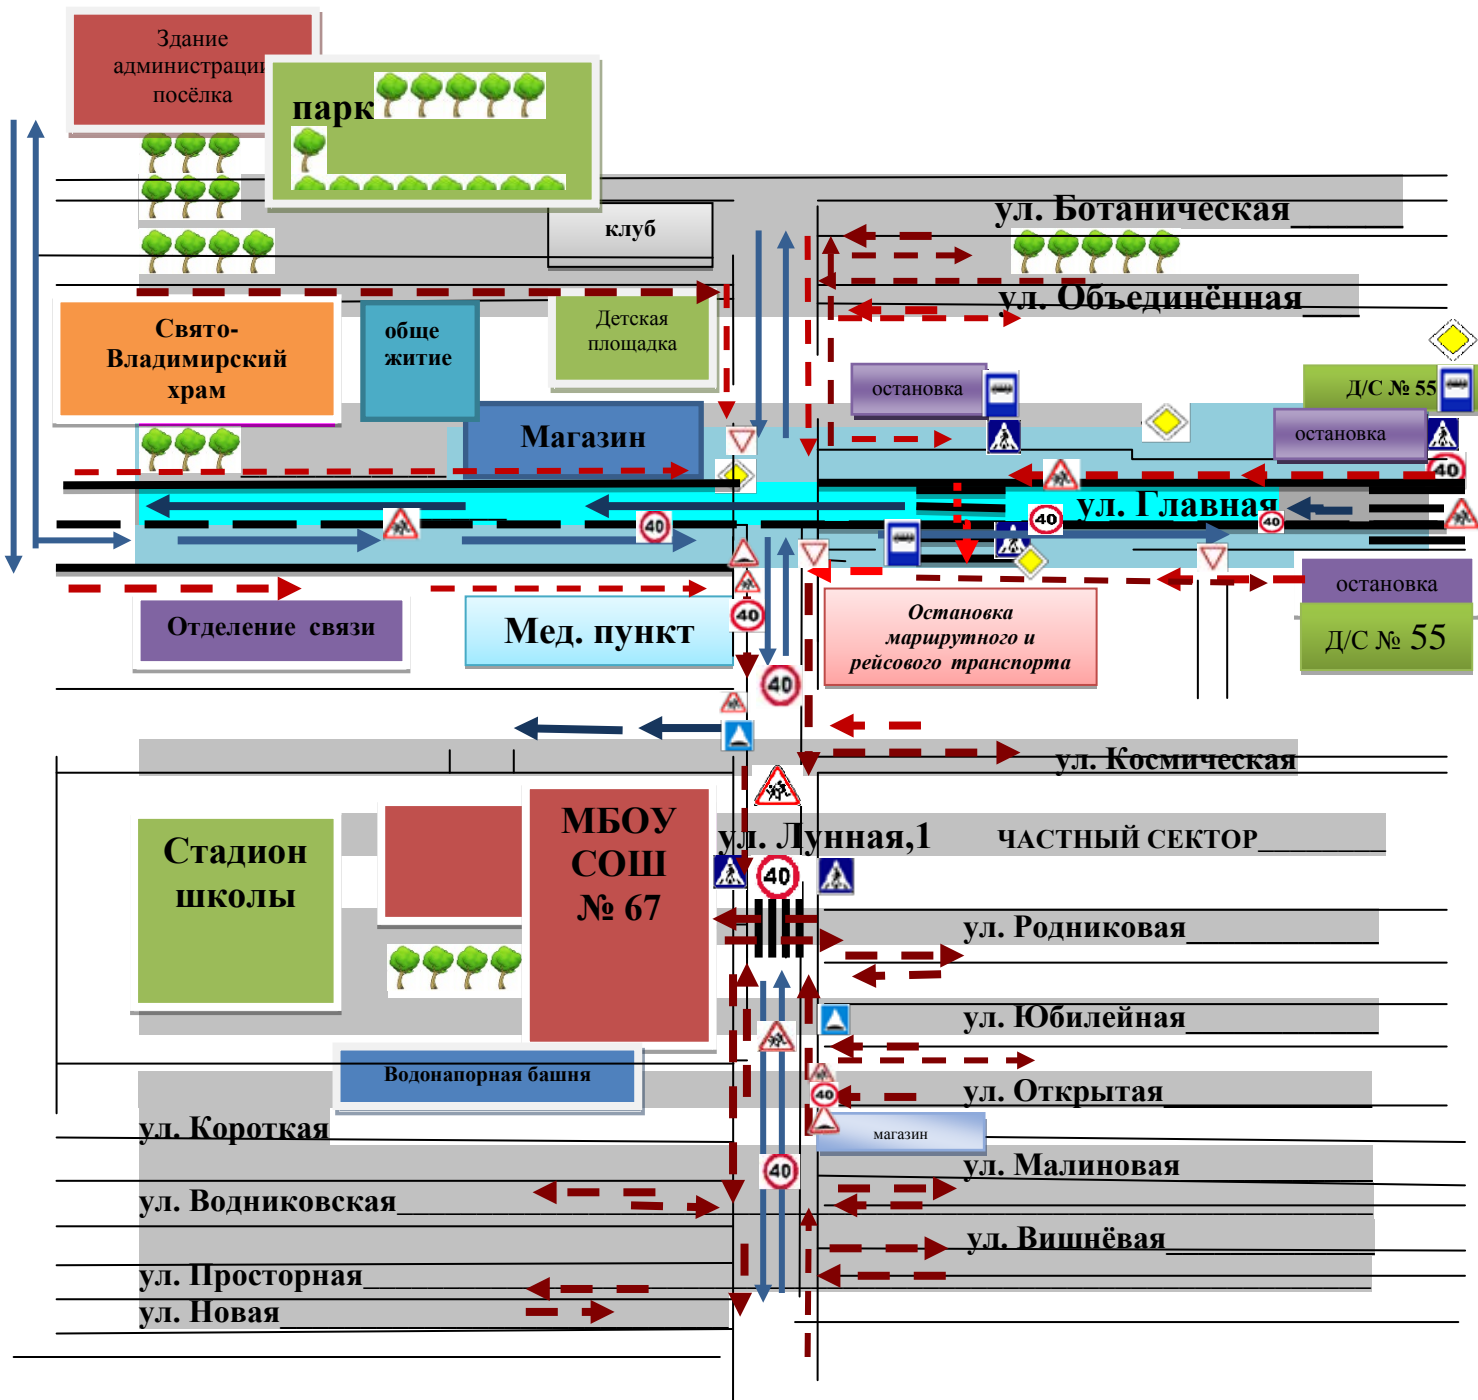 Здание
администрации
посёлка
парк
ул. Ботаническая
клуб
ул. Объединённая
Свято-
Владимирский
храм
обще
житие
Детская
площадка
остановка
Д/С № 55
остановка
Магазин
40
ул. Главная
40
40
40
остановка
Отделение связи
Мед. пункт
40
Остановка
маршрутного и
рейсового транспорта
Д/С № 55
40
ул. Космическая
МБОУ
СОШ
№ 67
Стадион
школы
ул. Лунная,1
ЧАСТНЫЙ СЕКТОР
40
ул. Родниковая
ул. Юбилейная
Водонапорная башня
ул. Открытая
40
ул. Короткая
магазин
40
ул. Малиновая
ул. Водниковская
ул. Вишнёвая
ул. Просторная
ул. Новая